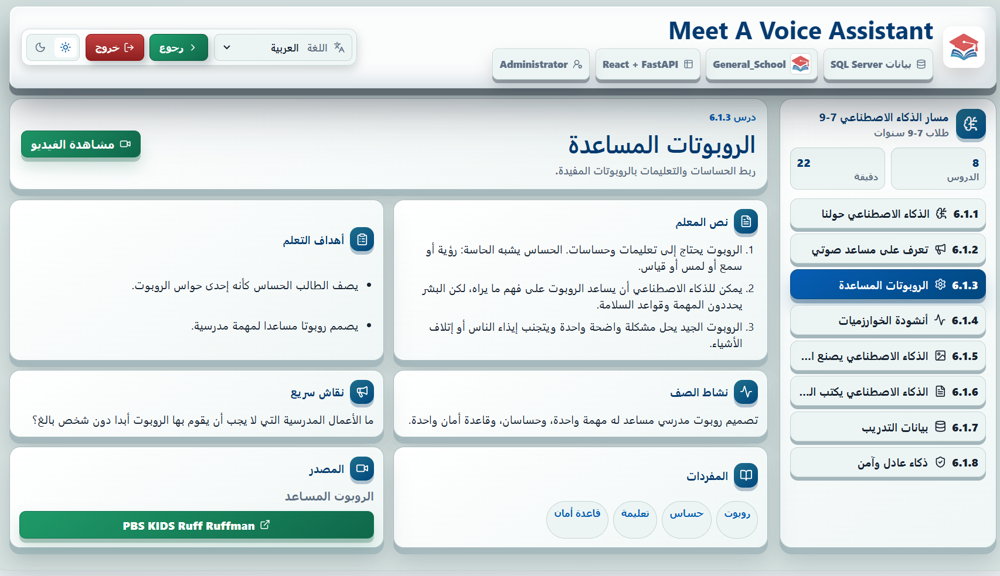 Meet A Voice Assistant
بيانات SQL Server
General_School
React + FastAPI
Administrator
اللغة العربية
رجوع
خروج
مسار الذكاء الاصطناعي 7-9
طلاب 7-9 سنوات
8
الدروس
22
دقيقة
6.1.1 الذكاء الاصطناعي حولنا
6.1.2 تعرف على مساعد صوتي
6.1.3 الروبوتات المساعدة
6.1.4 أنشودة الخوارزميات
6.1.5 الذكاء الاصطناعي يصنع ا...
6.1.6 الذكاء الاصطناعي يكتب الـ...
6.1.7 بيانات التدريب
6.1.8 ذكاء عادل وآمن
درس 6.1.3
الروبوتات المساعدة
ربط الحساسات والتعليمات بالروبوتات المفيدة.
مشاهدة الفيديو
نص المعلم
1. الروبوت يحتاج إلى تعليمات وحساسات. الحساس يشبه الحاسة: رؤية أو
سمع أو لمس أو قياس.
2. يمكن للذكاء الاصطناعي أن يساعد الروبوت على فهم ما يراه، لكن البشر
يحددون المهمة وقواعد السلامة.
3. الروبوت الجيد يحل مشكلة واضحة واحدة ويتجنب إيذاء الناس أو إتلاف
الأشياء.
أهداف التعلم
• يصف الطالب الحساس كأنه إحدى حواس الروبوت.
• يصمم روبوتا مساعدا لمهمة مدرسية.
نشاط الصف
تصميم روبوت مدرسي مساعد له مهمة واحدة، وحساسان، وقاعدة أمان واحدة.
نقاش سريع
ما الأعمال المدرسية التي لا يجب أن يقوم بها الروبوت أبدا دون شخص بالغ؟
المفردات
روبوت
حساس
تعليمة
قاعدة أمان
المصدر
الروبوت المساعد
PBS KIDS Ruff Ruffman